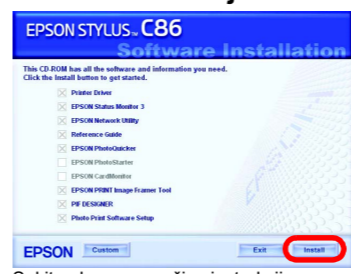 EPSON STYLUS™ C86
Software Installation
This CD-ROM has all the software and information you need.
Click the Install button to get started.
Printer Driver
EPSON Status Monitor 3
EPSON Network Utility
Reference Guide
EPSON PhotoQuicker
EPSON PhotoStarter
EPSON CardMonitor
EPSON PRINT Image Framer Tool
PIF DESIGNER
Photo Print Software Setup
EPSON
Custom
Exit
Install